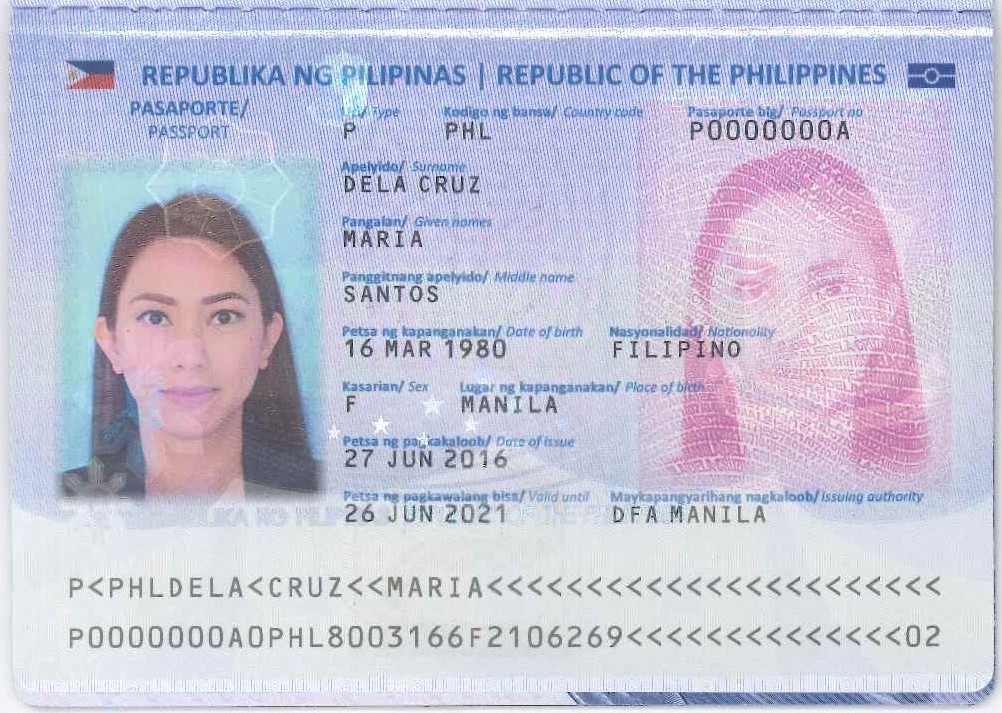 REPUBLIKA NG PILIPINAS | REPUBLIC OF THE PHILIPPINES
PASAPORTE/
PASSPORT
Type
Kodigo ng bansa/ Country code
Pasaporte blg/ Passport no
P
PHL
P0000000A
Apelyido/ Surname
DELA CRUZ
Pangalan/ Given names
MARIA
Panggitnang apelyido/ Middle name
SANTOS
Petsa ng kapanganakan/ Date of birth
Nasyonalidad/ Nationality
16 MAR 1980
FILIPINO
Kasarian/ Sex
Lugar ng kapanganakan/ Place of birth
F
MANILA
Petsa ng pagkakaloob/ Date of issue
27 JUN 2016
Petsa ng pagkawalang bisa/ Valid until
Maykapangyarihang nagkaloob/ Issuing authority
26 JUN 2021
DFA MANILA
P<PHLDELA<CRUZ<<MARIA<<<<<<<<<<<<<<<<<<<<<<<
P0000000A0PHL8003166F2106269<<<<<<<<<<<<<<02